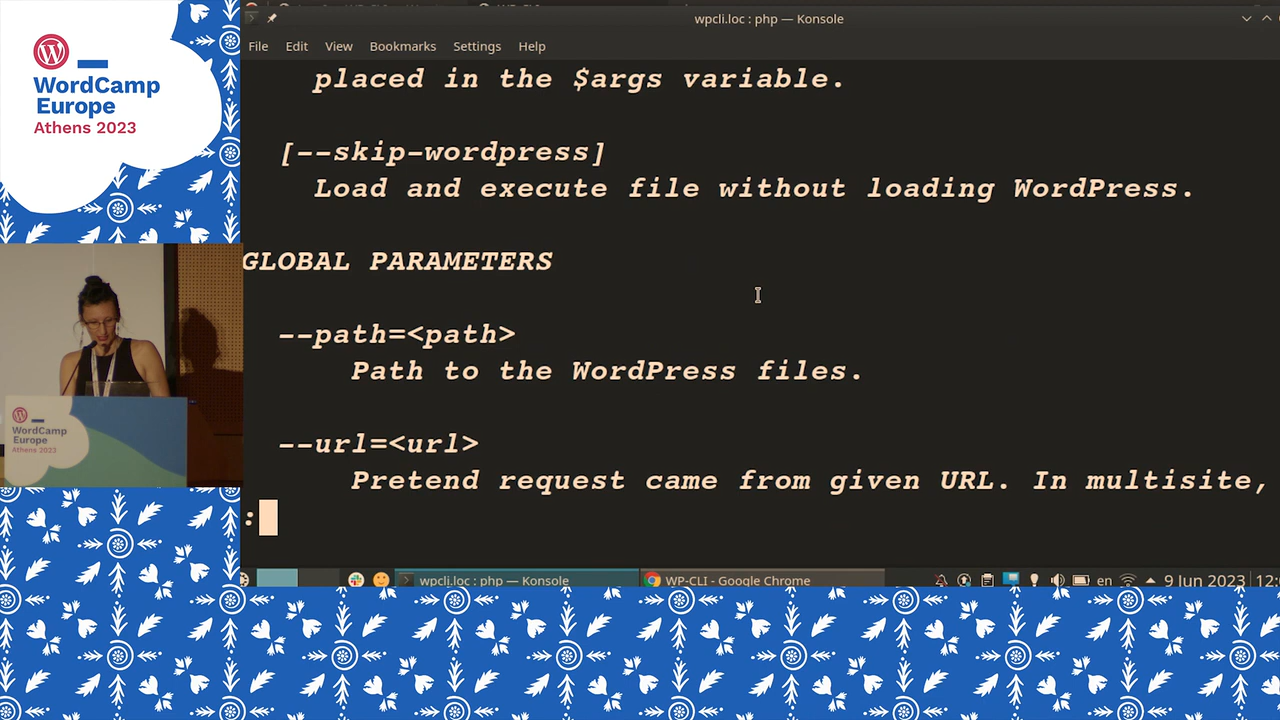 WordCamp
Europe
Athens 2023
wpcli.loc : php — Konsole
File Edit View Bookmarks Settings Help
placed in the $args variable.
[--skip-wordpress]
Load and execute file without loading WordPress.
GLOBAL PARAMETERS
--path=<path>
Path to the WordPress files.
--url=<url>
Pretend request came from given URL. In multisite,
:
WordCamp
Europe
Athens 2023
wpcli.loc : php — Konsole
WP-CLI - Google Chrome
en
9 Jun 2023